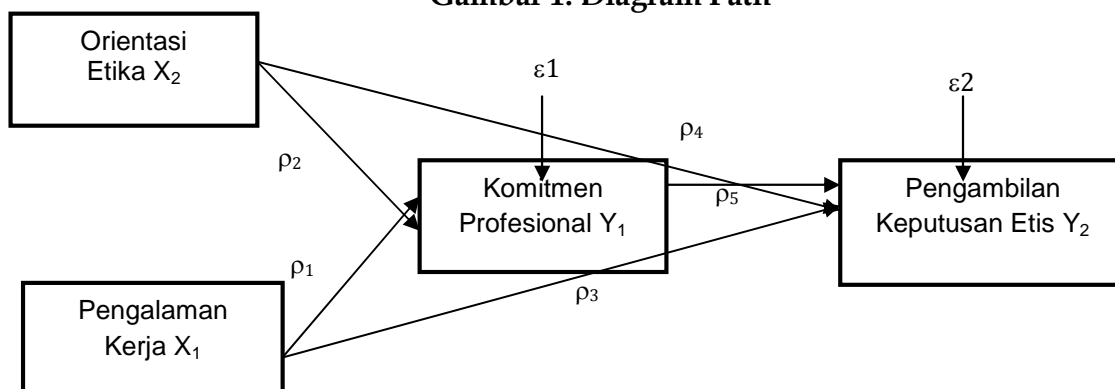 Gambar 1. Diagram Path
Orientasi
Etika X₂
ε1
ε2
ρ₄
ρ₂
Komitmen
Profesional Y₁
ρ₅
Pengambilan
Keputusan Etis Y₂
ρ₁
ρ₃
Pengalaman
Kerja X₁